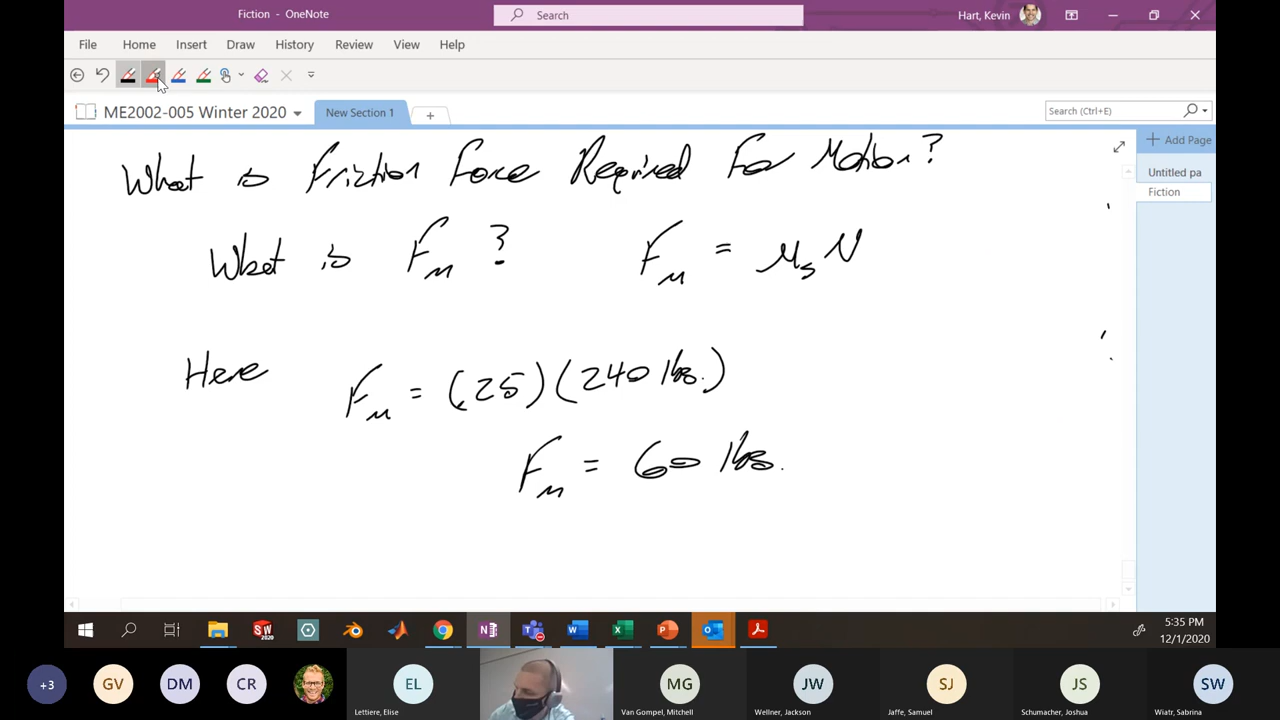 Fiction - OneNote
Search
Hart, Kevin
File Home Insert Draw History Review View Help
ME2002-005 Winter 2020
New Section 1
Search (Ctrl+E)
Add Page
Untitled pa
Fiction
What is Friction Force Required For Motion?
What is Fm ? Fm = μsN
Here Fm = (.25)(240 lbs.)
Fm = 60 lbs.
SW 2020
5:35 PM
12/1/2020
+3 GV DM CR EL MG JW SJ JS SW
Lettiere, Elise Van Gompel, Mitchell Wellner, Jackson Jaffe, Samuel Schumacher, Joshua Wiatr, Sabrina